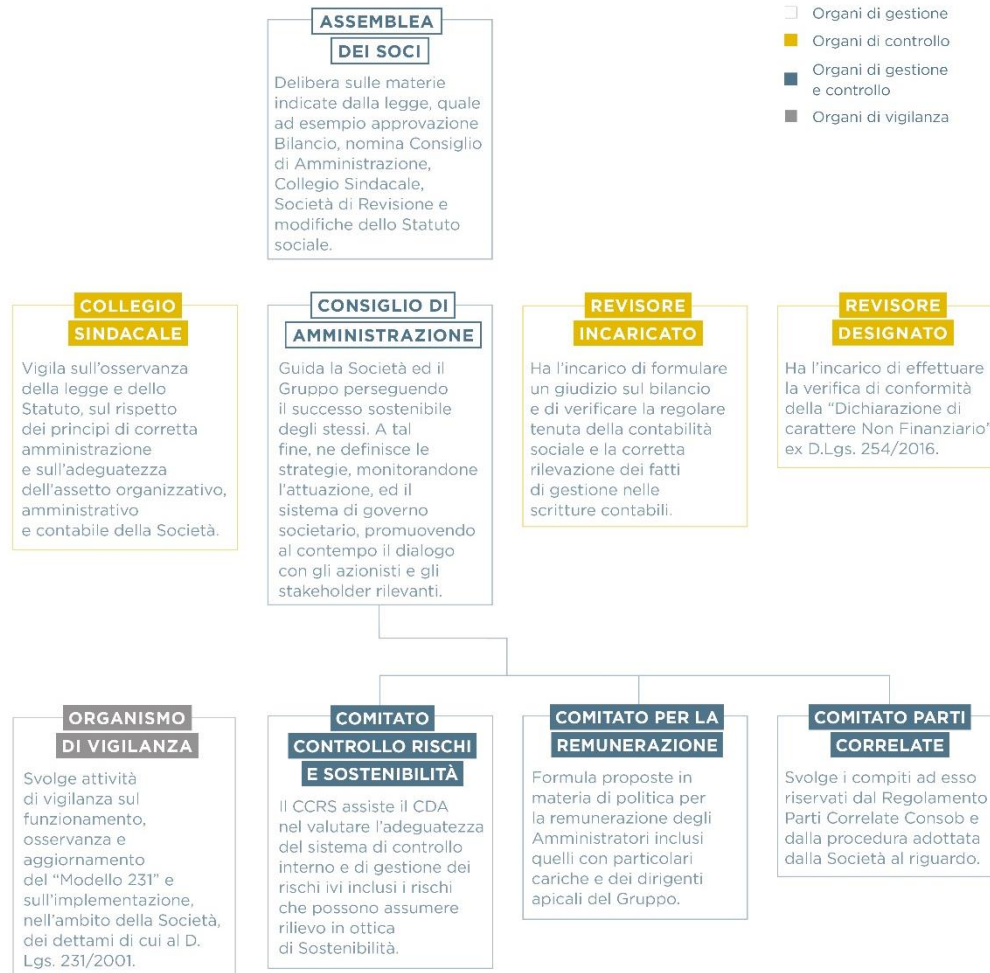 ASSEMBLEA
DEI SOCI
Delibera sulle materie
indicate dalla legge, quale
ad esempio approvazione
Bilancio, nomina Consiglio
di Amministrazione,
Collegio Sindacale,
Società di Revisione e
modifiche dello Statuto
sociale.
Organi di gestione
Organi di controllo
Organi di gestione
e controllo
Organi di vigilanza
COLLEGIO
SINDACALE
Vigila sull'osservanza
della legge e dello
Statuto, sul rispetto
dei principi di corretta
amministrazione
e sull'adeguatezza
dell'assetto organizzativo,
amministrativo
e contabile della Società.
CONSIGLIO DI
AMMINISTRAZIONE
Guida la Società ed il
Gruppo perseguendo
il successo sostenibile
degli stessi. A tal
fine, ne definisce le
strategie, monitorandone
l'attuazione, ed il
sistema di governo
societario, promuovendo
al contempo il dialogo
con gli azionisti e gli
stakeholder rilevanti.
REVISORE
INCARICATO
Ha l'incarico di formulare
un giudizio sul bilancio
e di verificare la regolare
tenuta della contabilità
sociale e la corretta
rilevazione dei fatti
di gestione nelle
scritture contabili.
REVISORE
DESIGNATO
Ha l'incarico di effettuare
la verifica di conformità
della "Dichiarazione di
carattere Non Finanziario"
ex D.Lgs. 254/2016.
ORGANISMO
DI VIGILANZA
Svolge attività
di vigilanza sul
funzionamento,
osservanza e
aggiornamento
del "Modello 231" e
sull'implementazione,
nell'ambito della Società,
dei dettami di cui al D.
Lgs. 231/2001.
COMITATO
CONTROLLO RISCHI
E SOSTENIBILITÀ
Il CCRS assiste il CDA
nel valutare l'adeguatezza
del sistema di controllo
interno e di gestione dei
rischi ivi inclusi i rischi
che possono assumere
rilievo in ottica
di Sostenibilità.
COMITATO PER LA
REMUNERAZIONE
Formula proposte in
materia di politica per
la remunerazione degli
Amministratori inclusi
quelli con particolari
cariche e dei dirigenti
apicali del Gruppo.
COMITATO PARTI
CORRELATE
Svolge i compiti ad esso
riservati dal Regolamento
Parti Correlate Consob e
dalla procedura adottata
dalla Società al riguardo.